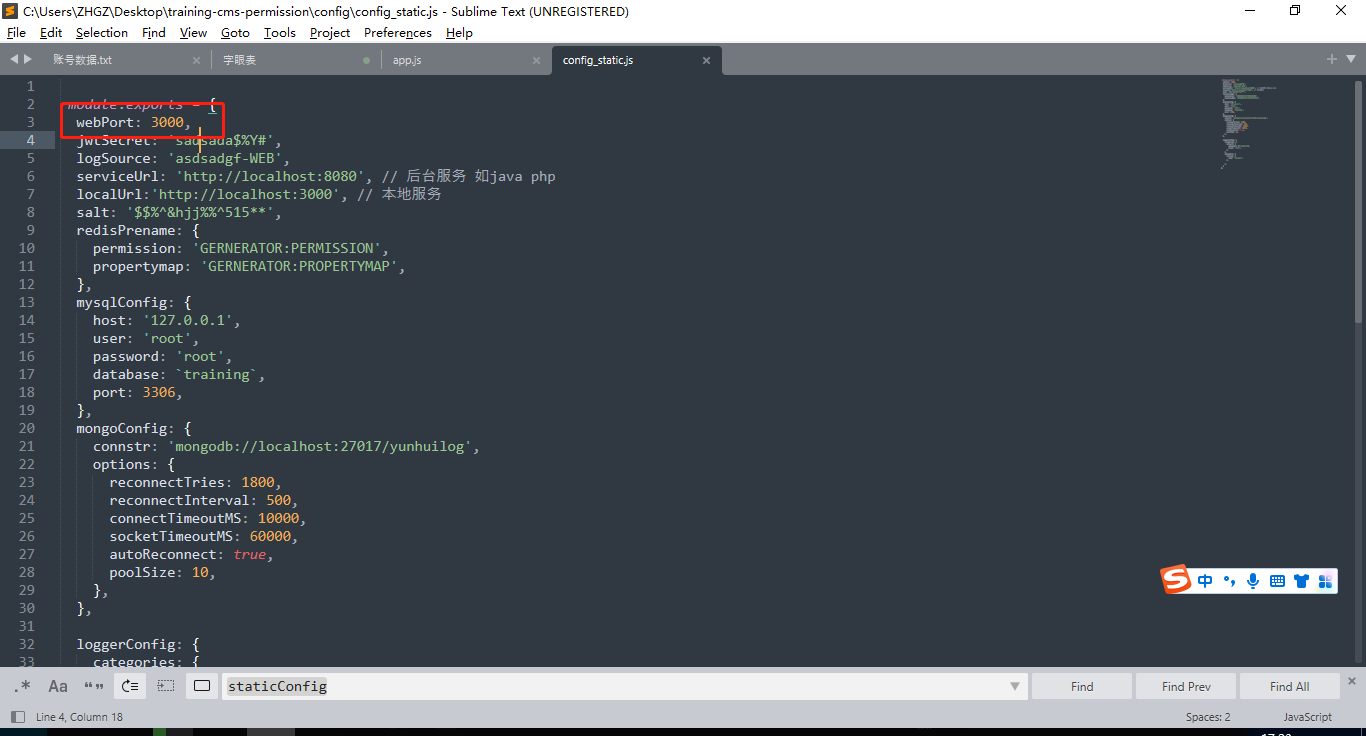 C:\Users\ZHGZ\Desktop\training-cms-permission\config\config_static.js - Sublime Text (UNREGISTERED)
File Edit Selection Find View Goto Tools Project Preferences Help
账号数据.txt 字眼表 app.js config_static.js
1
2 module.exports = {
3 webPort: 3000,
4 jwtSecret: 'sadsada$%Y#',
5 logSource: 'asdsadgf-WEB',
6 serviceUrl: 'http://localhost:8080', // 后台服务 如java php
7 localUrl:'http://localhost:3000', // 本地服务
8 salt: '$$%^&hjj%%^515**',
9 redisPrename: {
10 permission: 'GERNERATOR:PERMISSION',
11 propertymap: 'GERNERATOR:PROPERTYMAP',
12 },
13 mysqlConfig: {
14 host: '127.0.0.1',
15 user: 'root',
16 password: 'root',
17 database: `training`,
18 port: 3306,
19 },
20 mongoConfig: {
21 connstr: 'mongodb://localhost:27017/yunhuilog',
22 options: {
23 reconnectTries: 1800,
24 reconnectInterval: 500,
25 connectTimeoutMS: 10000,
26 socketTimeoutMS: 60000,
27 autoReconnect: true,
28 poolSize: 10,
29 },
30 },
31
32 loggerConfig: {
33 categories: {
中
.* Aa “” staticConfig Find Find Prev Find All
Line 4, Column 18 Spaces: 2 JavaScript